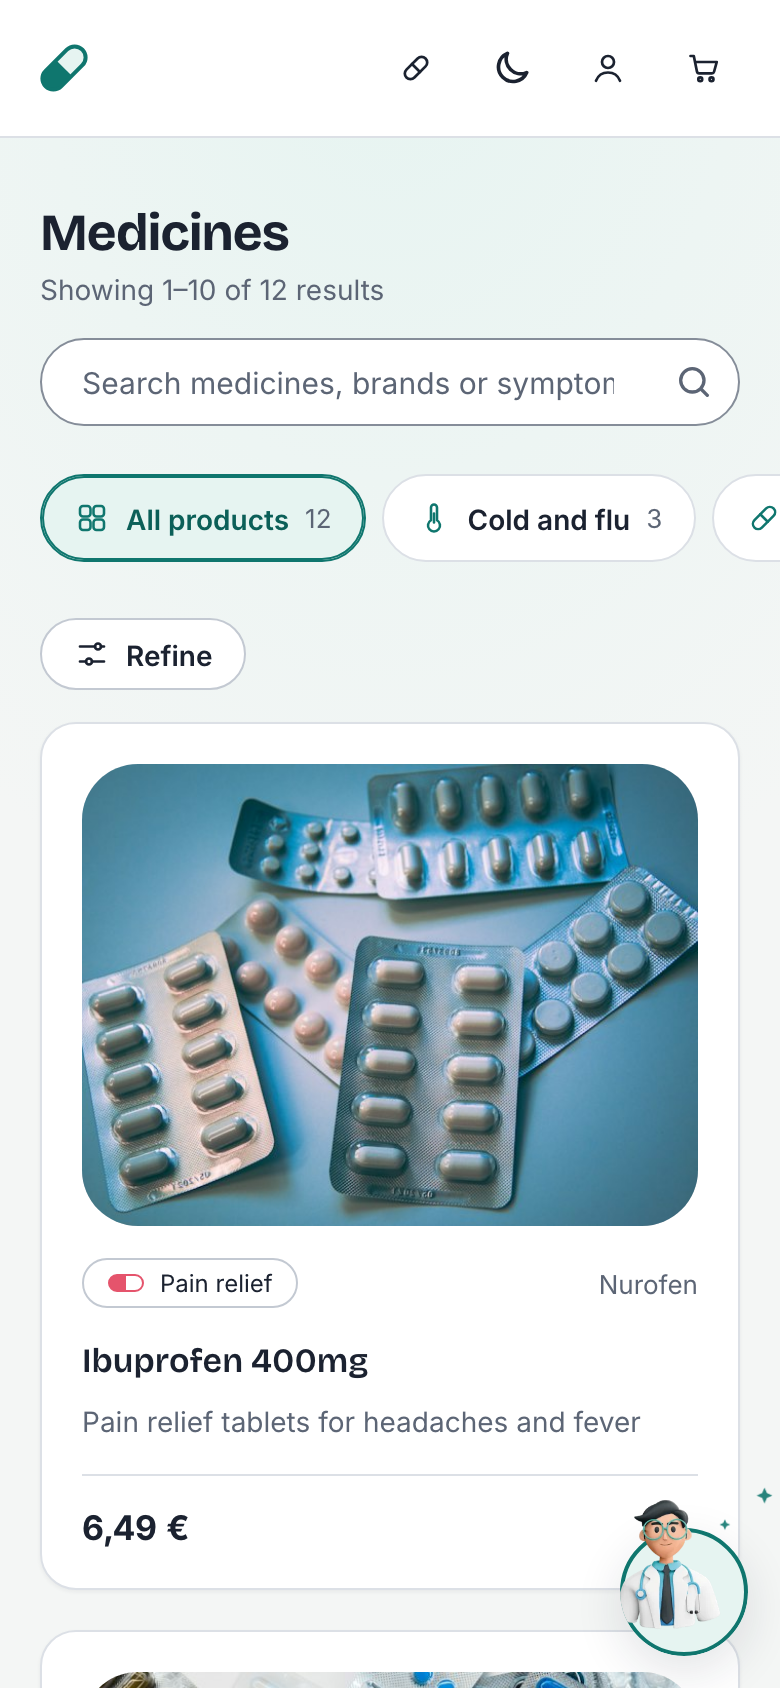 Medicines
Showing 1–10 of 12 results
Search medicines, brands or sympton
All products 12
Cold and flu 3
Refine
Pain relief
Nurofen
Ibuprofen 400mg
Pain relief tablets for headaches and fever
6,49 €